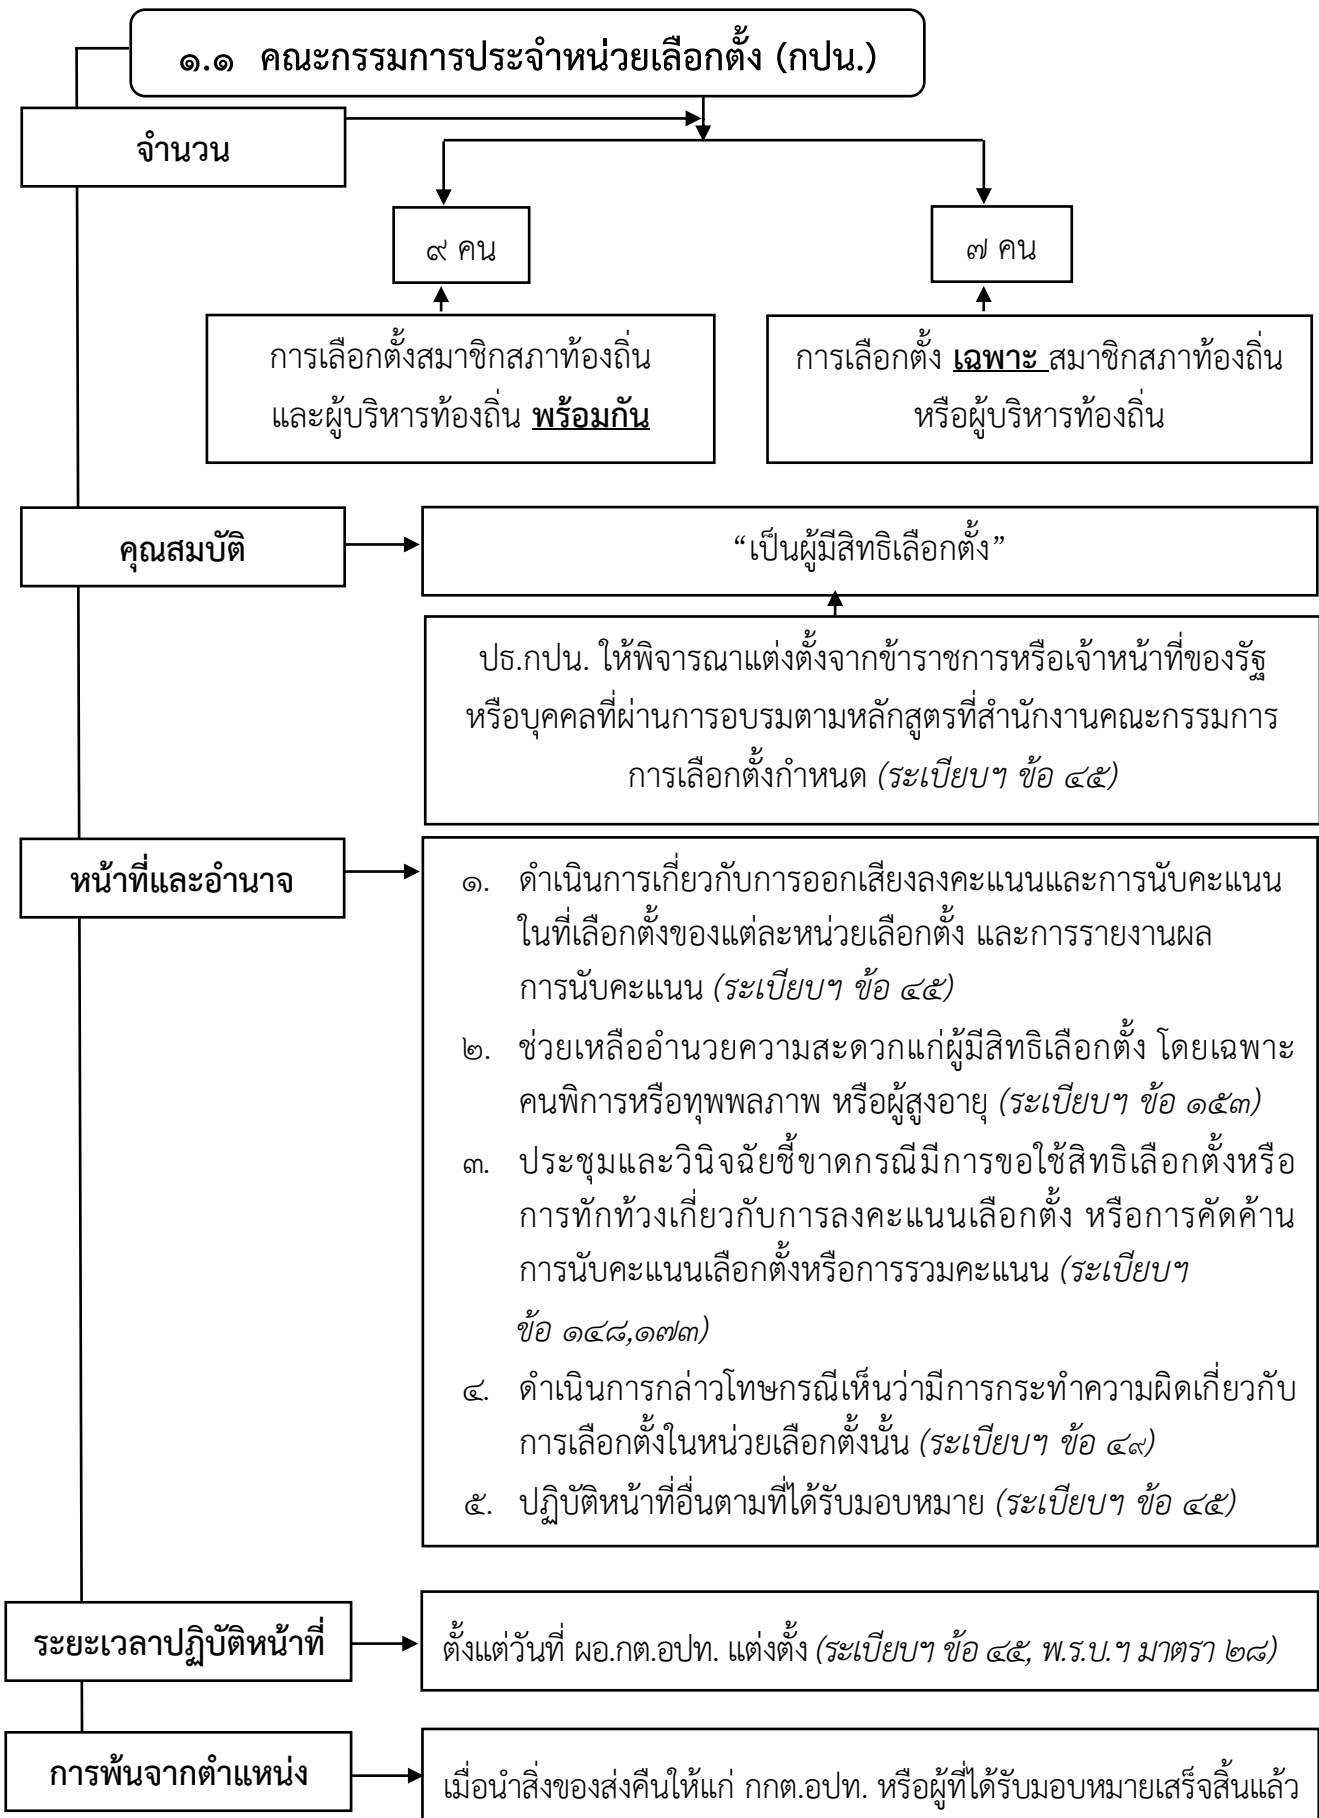 ๑.๑ คณะกรรมการประจำหน่วยเลือกตั้ง (กปน.)
จำนวน
๙ คน
๗ คน
การเลือกตั้งสมาชิกสภาท้องถิ่น
และผู้บริหารท้องถิ่น พร้อมกัน
การเลือกตั้ง เฉพาะ สมาชิกสภาท้องถิ่น
หรือผู้บริหารท้องถิ่น
คุณสมบัติ
“เป็นผู้มีสิทธิเลือกตั้ง”
ปธ.กปน. ให้พิจารณาแต่งตั้งจากข้าราชการหรือเจ้าหน้าที่ของรัฐ
หรือบุคคลที่ผ่านการอบรมตามหลักสูตรที่สำนักงานคณะกรรมการ
การเลือกตั้งกำหนด (ระเบียบฯ ข้อ ๔๕)
หน้าที่และอำนาจ
๑. ดำเนินการเกี่ยวกับการออกเสียงลงคะแนนและการนับคะแนน
ในที่เลือกตั้งของแต่ละหน่วยเลือกตั้ง และการรายงานผล
การนับคะแนน (ระเบียบฯ ข้อ ๔๕)
๒. ช่วยเหลืออำนวยความสะดวกแก่ผู้มีสิทธิเลือกตั้ง โดยเฉพาะ
คนพิการหรือทุพพลภาพ หรือผู้สูงอายุ (ระเบียบฯ ข้อ ๑๕๓)
๓. ประชุมและวินิจฉัยชี้ขาดกรณีมีการขอใช้สิทธิเลือกตั้งหรือ
การทักท้วงเกี่ยวกับการลงคะแนนเลือกตั้ง หรือการคัดค้าน
การนับคะแนนเลือกตั้งหรือการรวมคะแนน (ระเบียบฯ
ข้อ ๑๔๘,๑๗๓)
๔. ดำเนินการกล่าวโทษกรณีเห็นว่ามีการกระทำความผิดเกี่ยวกับ
การเลือกตั้งในหน่วยเลือกตั้งนั้น (ระเบียบฯ ข้อ ๔๙)
๕. ปฏิบัติหน้าที่อื่นตามที่ได้รับมอบหมาย (ระเบียบฯ ข้อ ๔๕)
ระยะเวลาปฏิบัติหน้าที่
ตั้งแต่วันที่ ผอ.กต.อปท. แต่งตั้ง (ระเบียบฯ ข้อ ๔๕, พ.ร.บ.ฯ มาตรา ๒๘)
การพ้นจากตำแหน่ง
เมื่อนำสิ่งของส่งคืนให้แก่ กกต.อปท. หรือผู้ที่ได้รับมอบหมายเสร็จสิ้นแล้ว